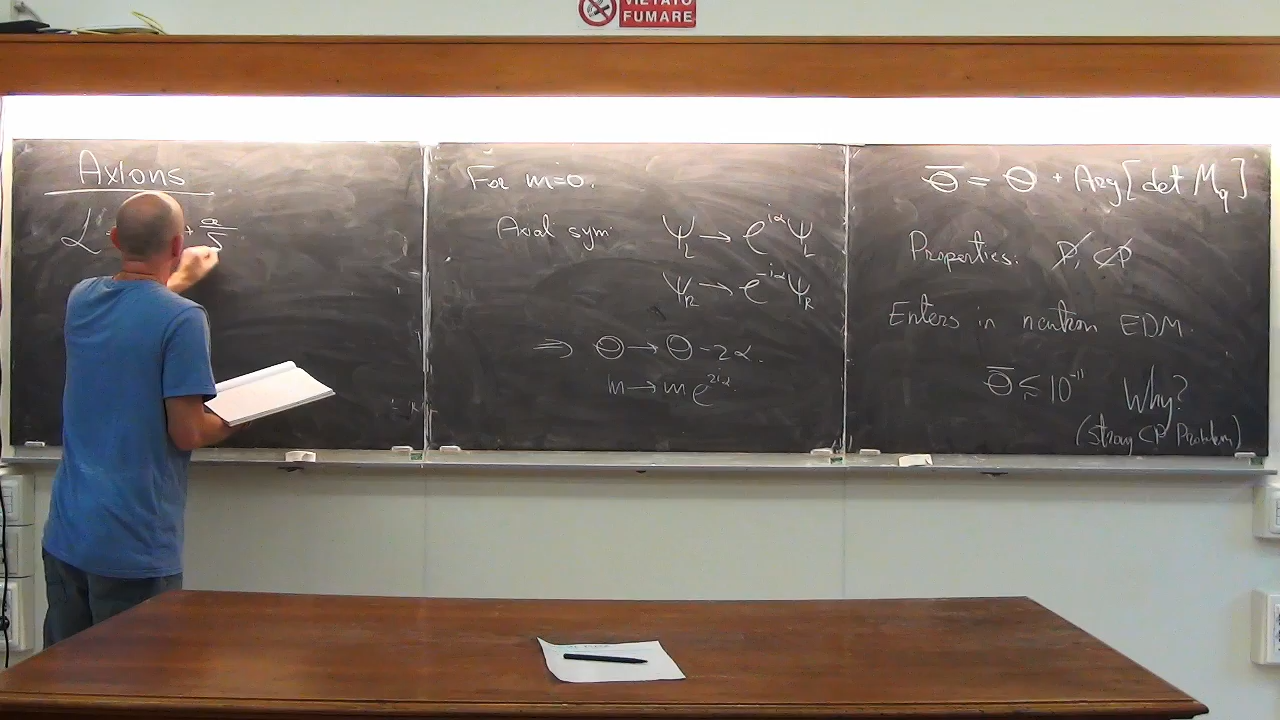 VIETATO
FUMARE
Axions
ℒ + a
For m=0.
Axial sym: Ψ_L → e^{iα} Ψ_L
Ψ_R → e^{-iα} Ψ_R
⇒ Θ → Θ - 2α.
m → m e^{2iα}
Θ̅ = Θ + Arg[det M_q]
Properties: P̸, C̸P̸
Enters in neutron EDM.
Θ̅ ≲ 10^{-11} Why?
(Strong CP Problem)